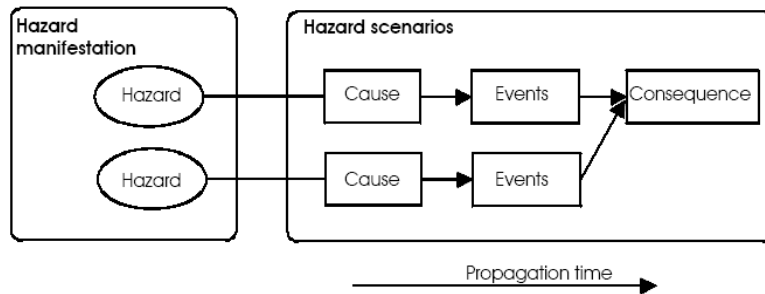 Hazard
manifestation
Hazard scenarios
Hazard
Cause
Events
Consequence
Hazard
Cause
Events
Propagation time